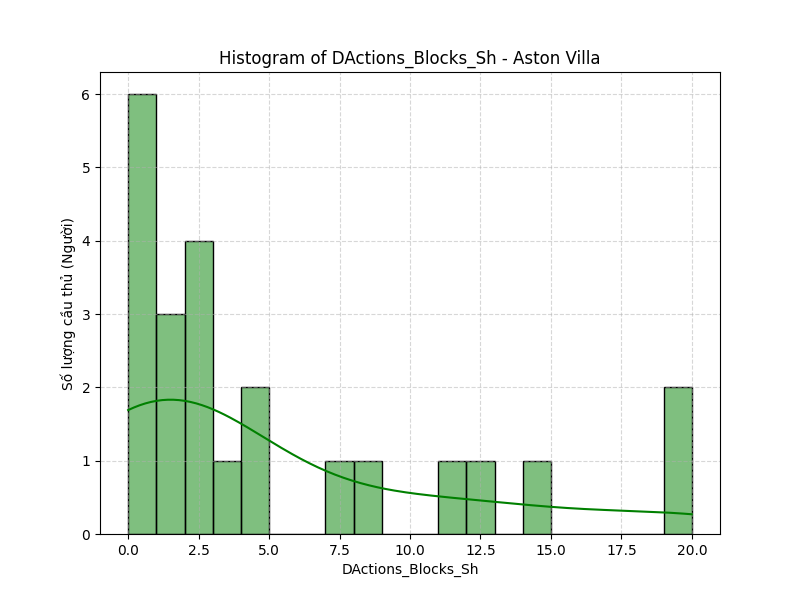 Histogram of DActions_Blocks_Sh - Aston Villa
Số lượng cầu thủ (Người)
6
5
4
3
2
1
0
0.0 2.5 5.0 7.5 10.0 12.5 15.0 17.5 20.0
DActions_Blocks_Sh